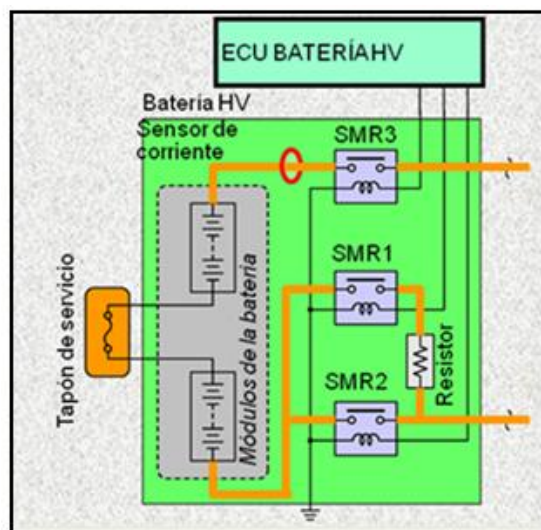 ECU BATERÍAHV
Batería HV
Sensor de
corriente
SMR3
SMR1
SMR2
Resistor
Módulos de la batería
Tapón de servicio